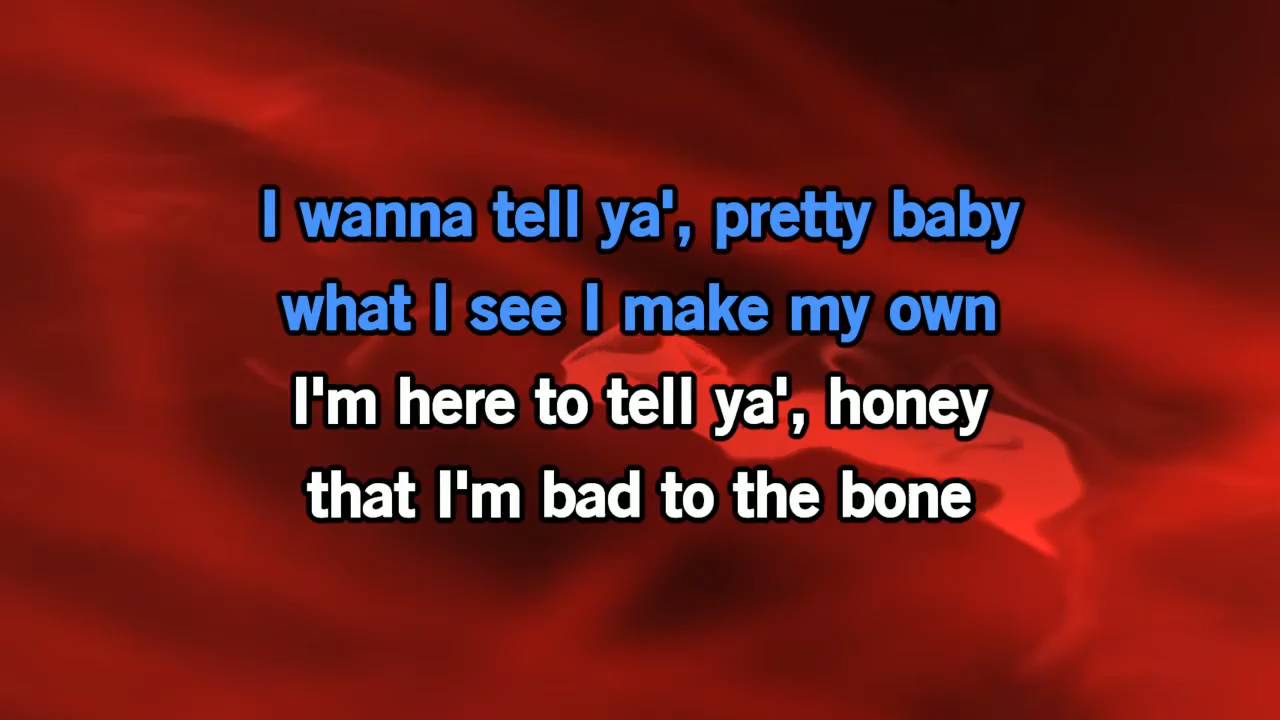 I wanna tell ya', pretty baby
what I see I make my own
I'm here to tell ya', honey
that I'm bad to the bone